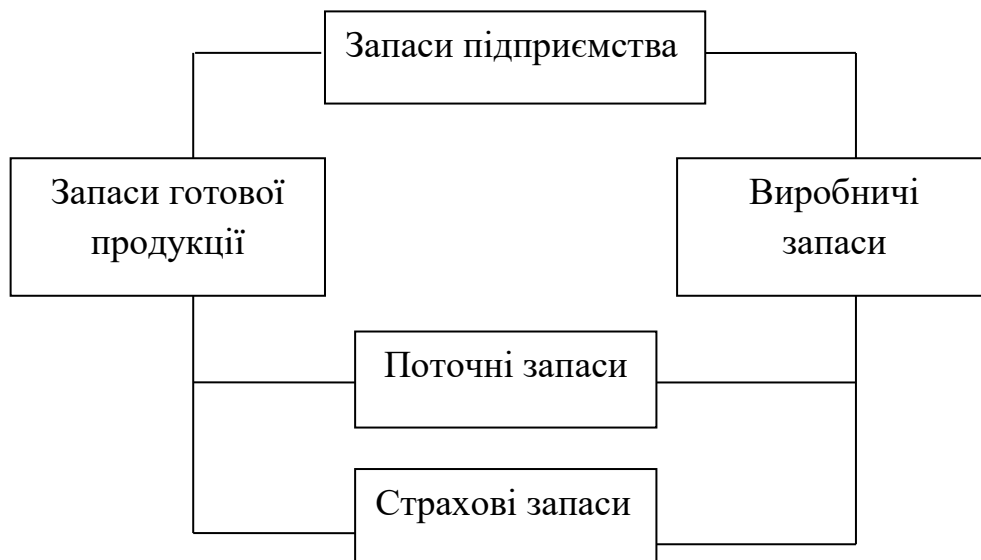 Запаси підприємства
Запаси готової
продукції
Виробничі
запаси
Поточні запаси
Страхові запаси